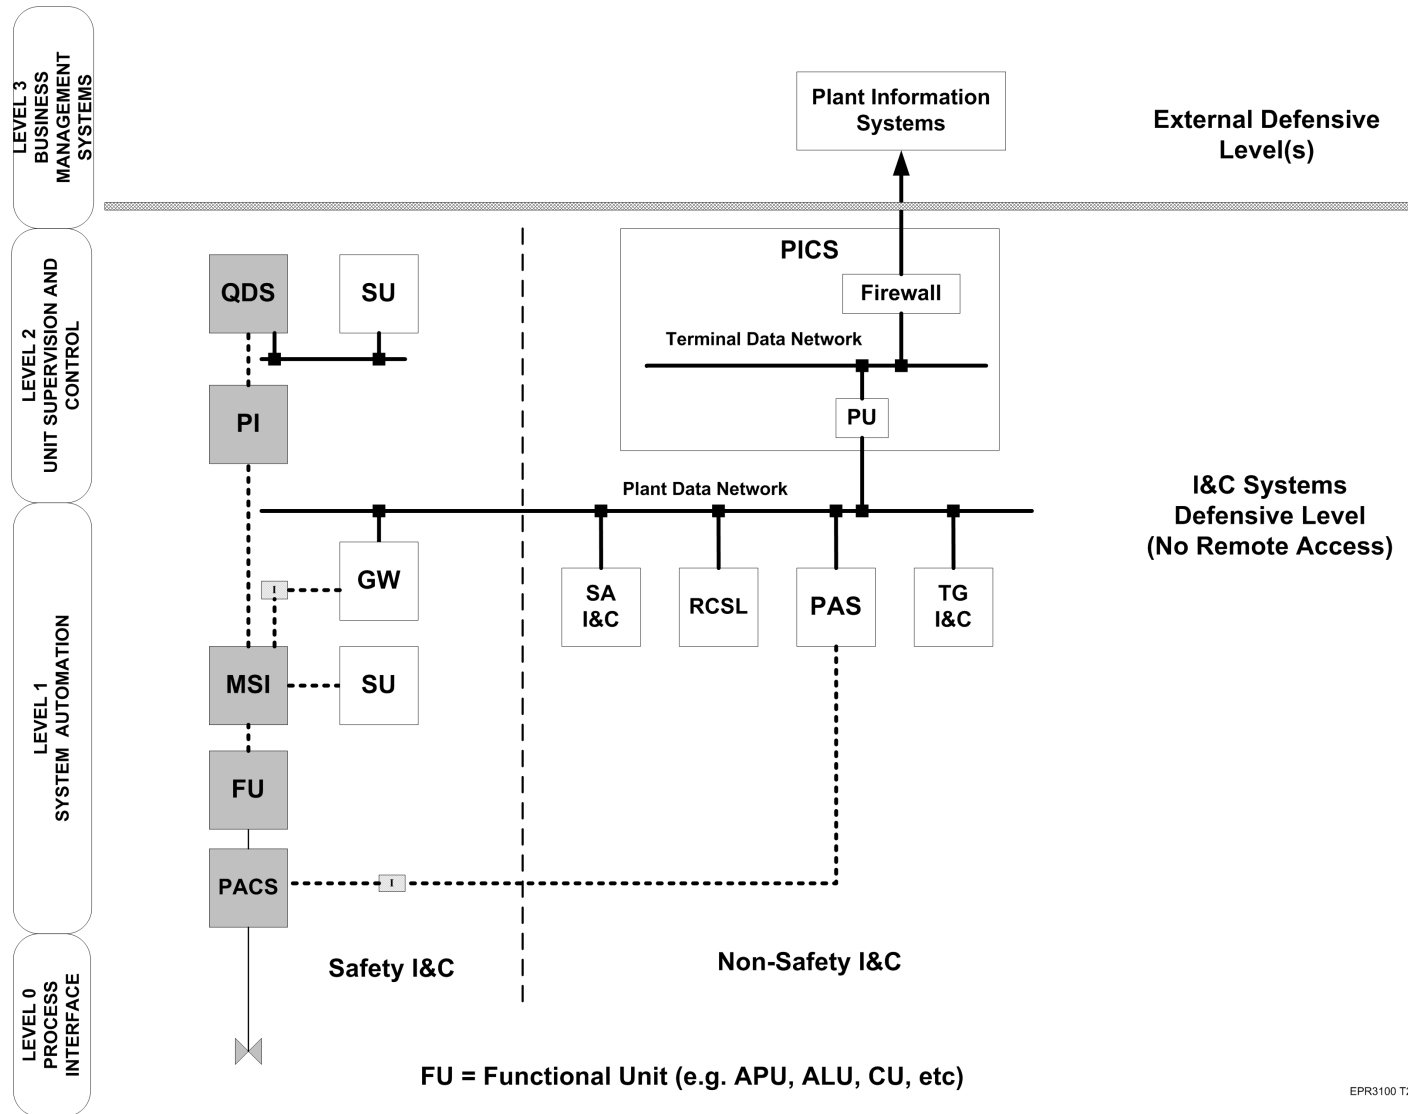 LEVEL 3
BUSINESS
MANAGEMENT
SYSTEMS
Plant Information
Systems
External Defensive
Level(s)
LEVEL 2
UNIT SUPERVISION AND
CONTROL
QDS
SU
PICS
Firewall
Terminal Data Network
PI
PU
Plant Data Network
I&C Systems
Defensive Level
(No Remote Access)
LEVEL 1
SYSTEM AUTOMATION
I
GW
SA
I&C
RCSL
PAS
TG
I&C
MSI
SU
FU
PACS
I
LEVEL 0
PROCESS
INTERFACE
Safety I&C
Non-Safety I&C
FU = Functional Unit (e.g. APU, ALU, CU, etc)
EPR3100 T2